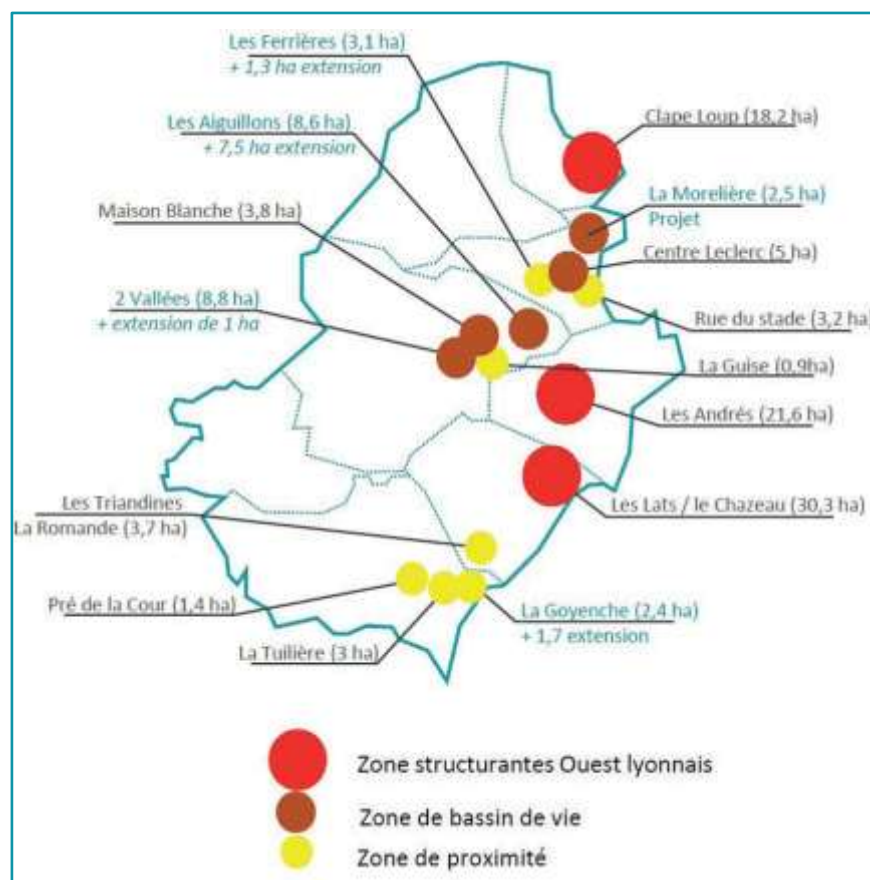 Les Ferrières (3,1 ha)
+ 1,3 ha extension
Les Aiguillons (8,6 ha)
+ 7,5 ha extension
Maison Blanche (3,8 ha)
2 Vallées (8,8 ha)
+ extension de 1 ha
Clape Loup (18,2 ha)
La Morelière (2,5 ha)
Projet
Centre Leclerc (5 ha)
Rue du stade (3,2 ha)
La Guise (0,9ha)
Les Andrés (21,6 ha)
Les Lats / le Chazeau (30,3 ha)
Les Triandines
La Romande (3,7 ha)
Pré de la Cour (1,4 ha)
La Tuilière (3 ha)
La Goyenche (2,4 ha)
+ 1,7 extension
Zone structurantes Ouest lyonnais
Zone de bassin de vie
Zone de proximité